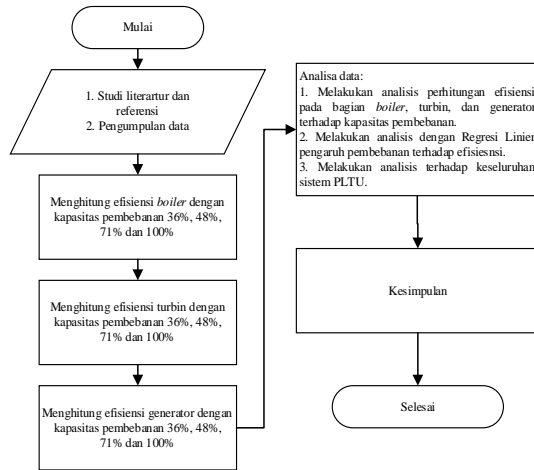 Mulai
1. Studi literartur dan
referensi
2. Pengumpulan data
Menghitung efisiensi boiler dengan
kapasitas pembebanan 36%, 48%,
71% dan 100%
Menghitung efisiensi turbin dengan
kapasitas pembebanan 36%, 48%,
71% dan 100%
Menghitung efisiensi generator dengan
kapasitas pembebanan 36%, 48%,
71% dan 100%
Analisa data:
1. Melakukan analisis perhitungan efisiensi
pada bagian boiler, turbin, dan generator
terhadap kapasitas pembebanan.
2. Melakukan analisis dengan Regresi Linier
pengaruh pembebanan terhadap efisiesnsi.
3. Melakukan analisis terhadap keseluruhan
sistem PLTU.
Kesimpulan
Selesai